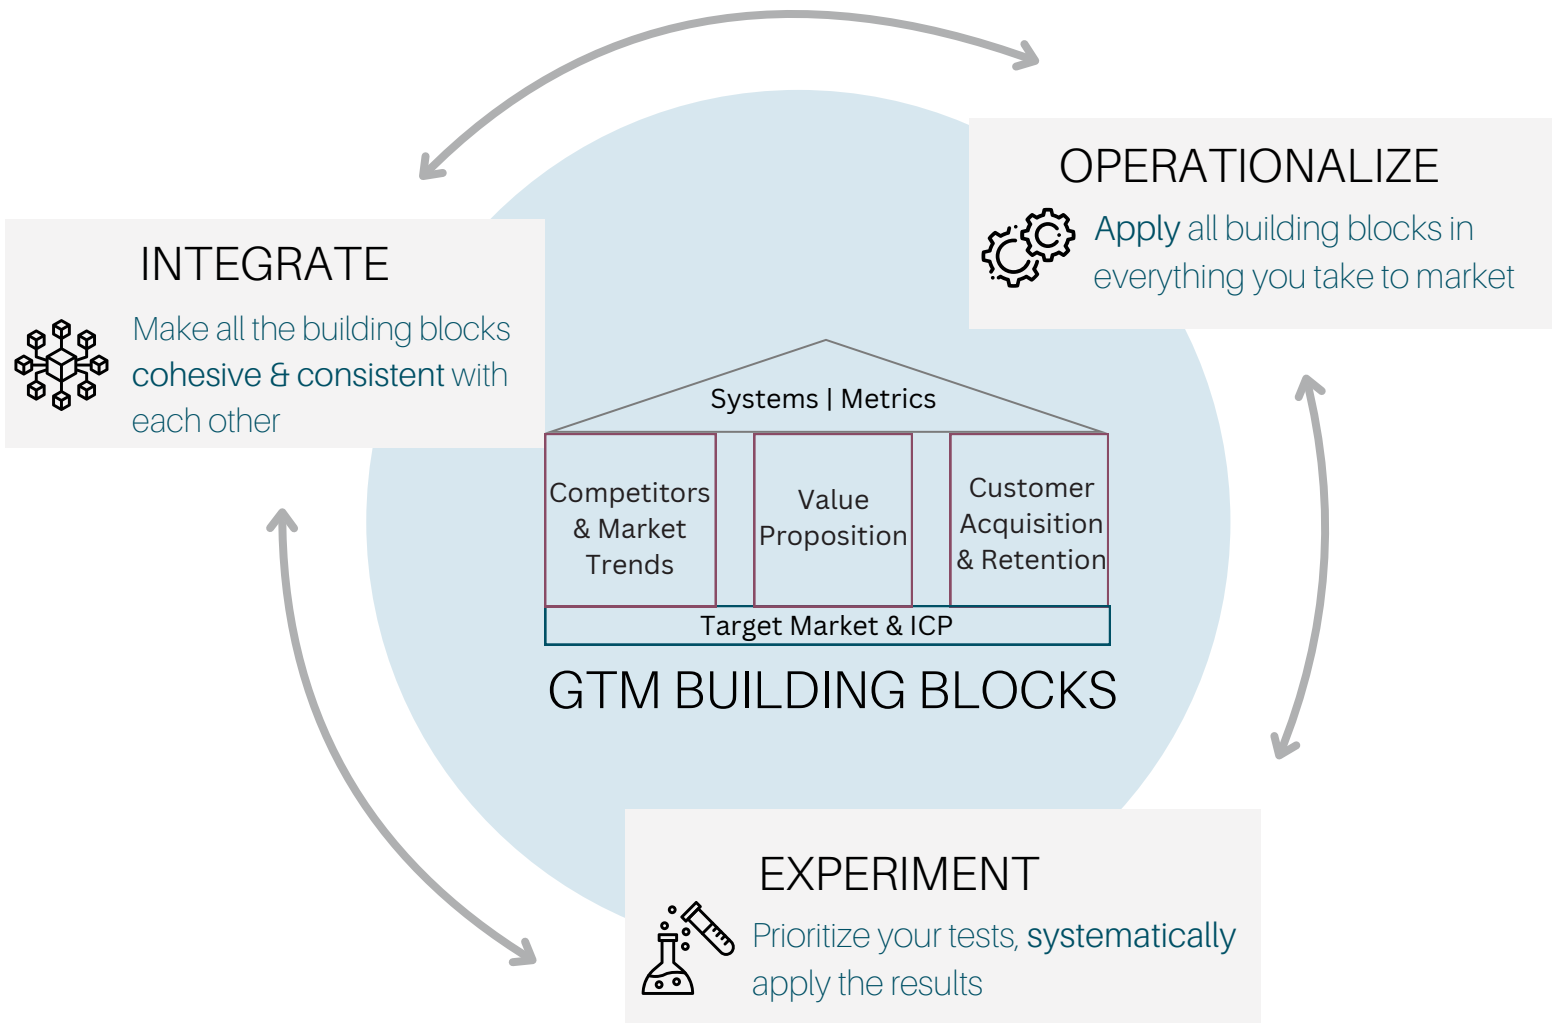 OPERATIONALIZE
Apply all building blocks in
everything you take to market
INTEGRATE
Make all the building blocks
cohesive & consistent with
each other
Systems | Metrics
Competitors
& Market
Trends
Value
Proposition
Customer
Acquisition
& Retention
Target Market & ICP
GTM BUILDING BLOCKS
EXPERIMENT
Prioritize your tests, systematically
apply the results